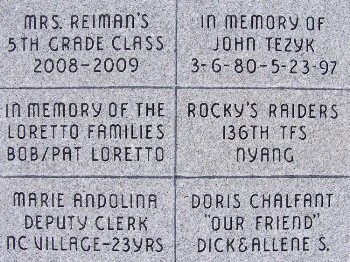 MRS. REIMAN'S
5TH GRADE CLASS
2008-2009
IN MEMORY OF
JOHN TEZYK
3-6-80-5-23-97
IN MEMORY OF THE
LORETTO FAMILIES
BOB/PAT LORETTO
ROCKY'S RAIDERS
136TH TFS
NYANG
MARIE ANDOLINA
DEPUTY CLERK
NC VILLAGE-23YRS
DORIS CHALFANT
"OUR FRIEND"
DICK&ALLENE S.